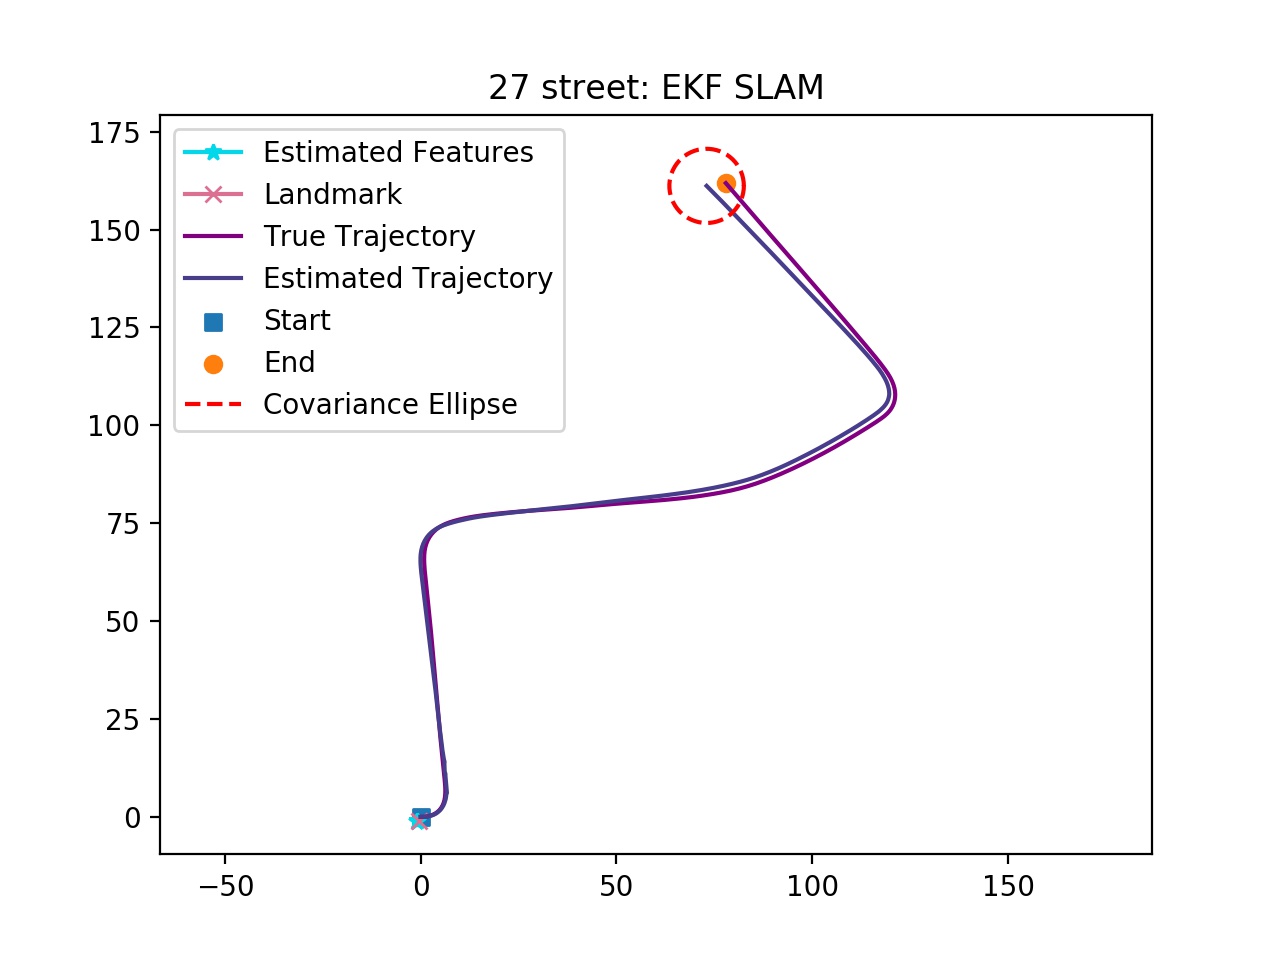 27 street: EKF SLAM
175
150
125
100
75
50
25
0
Estimated Features
Landmark
True Trajectory
Estimated Trajectory
Start
End
Covariance Ellipse
−50
0
50
100
150